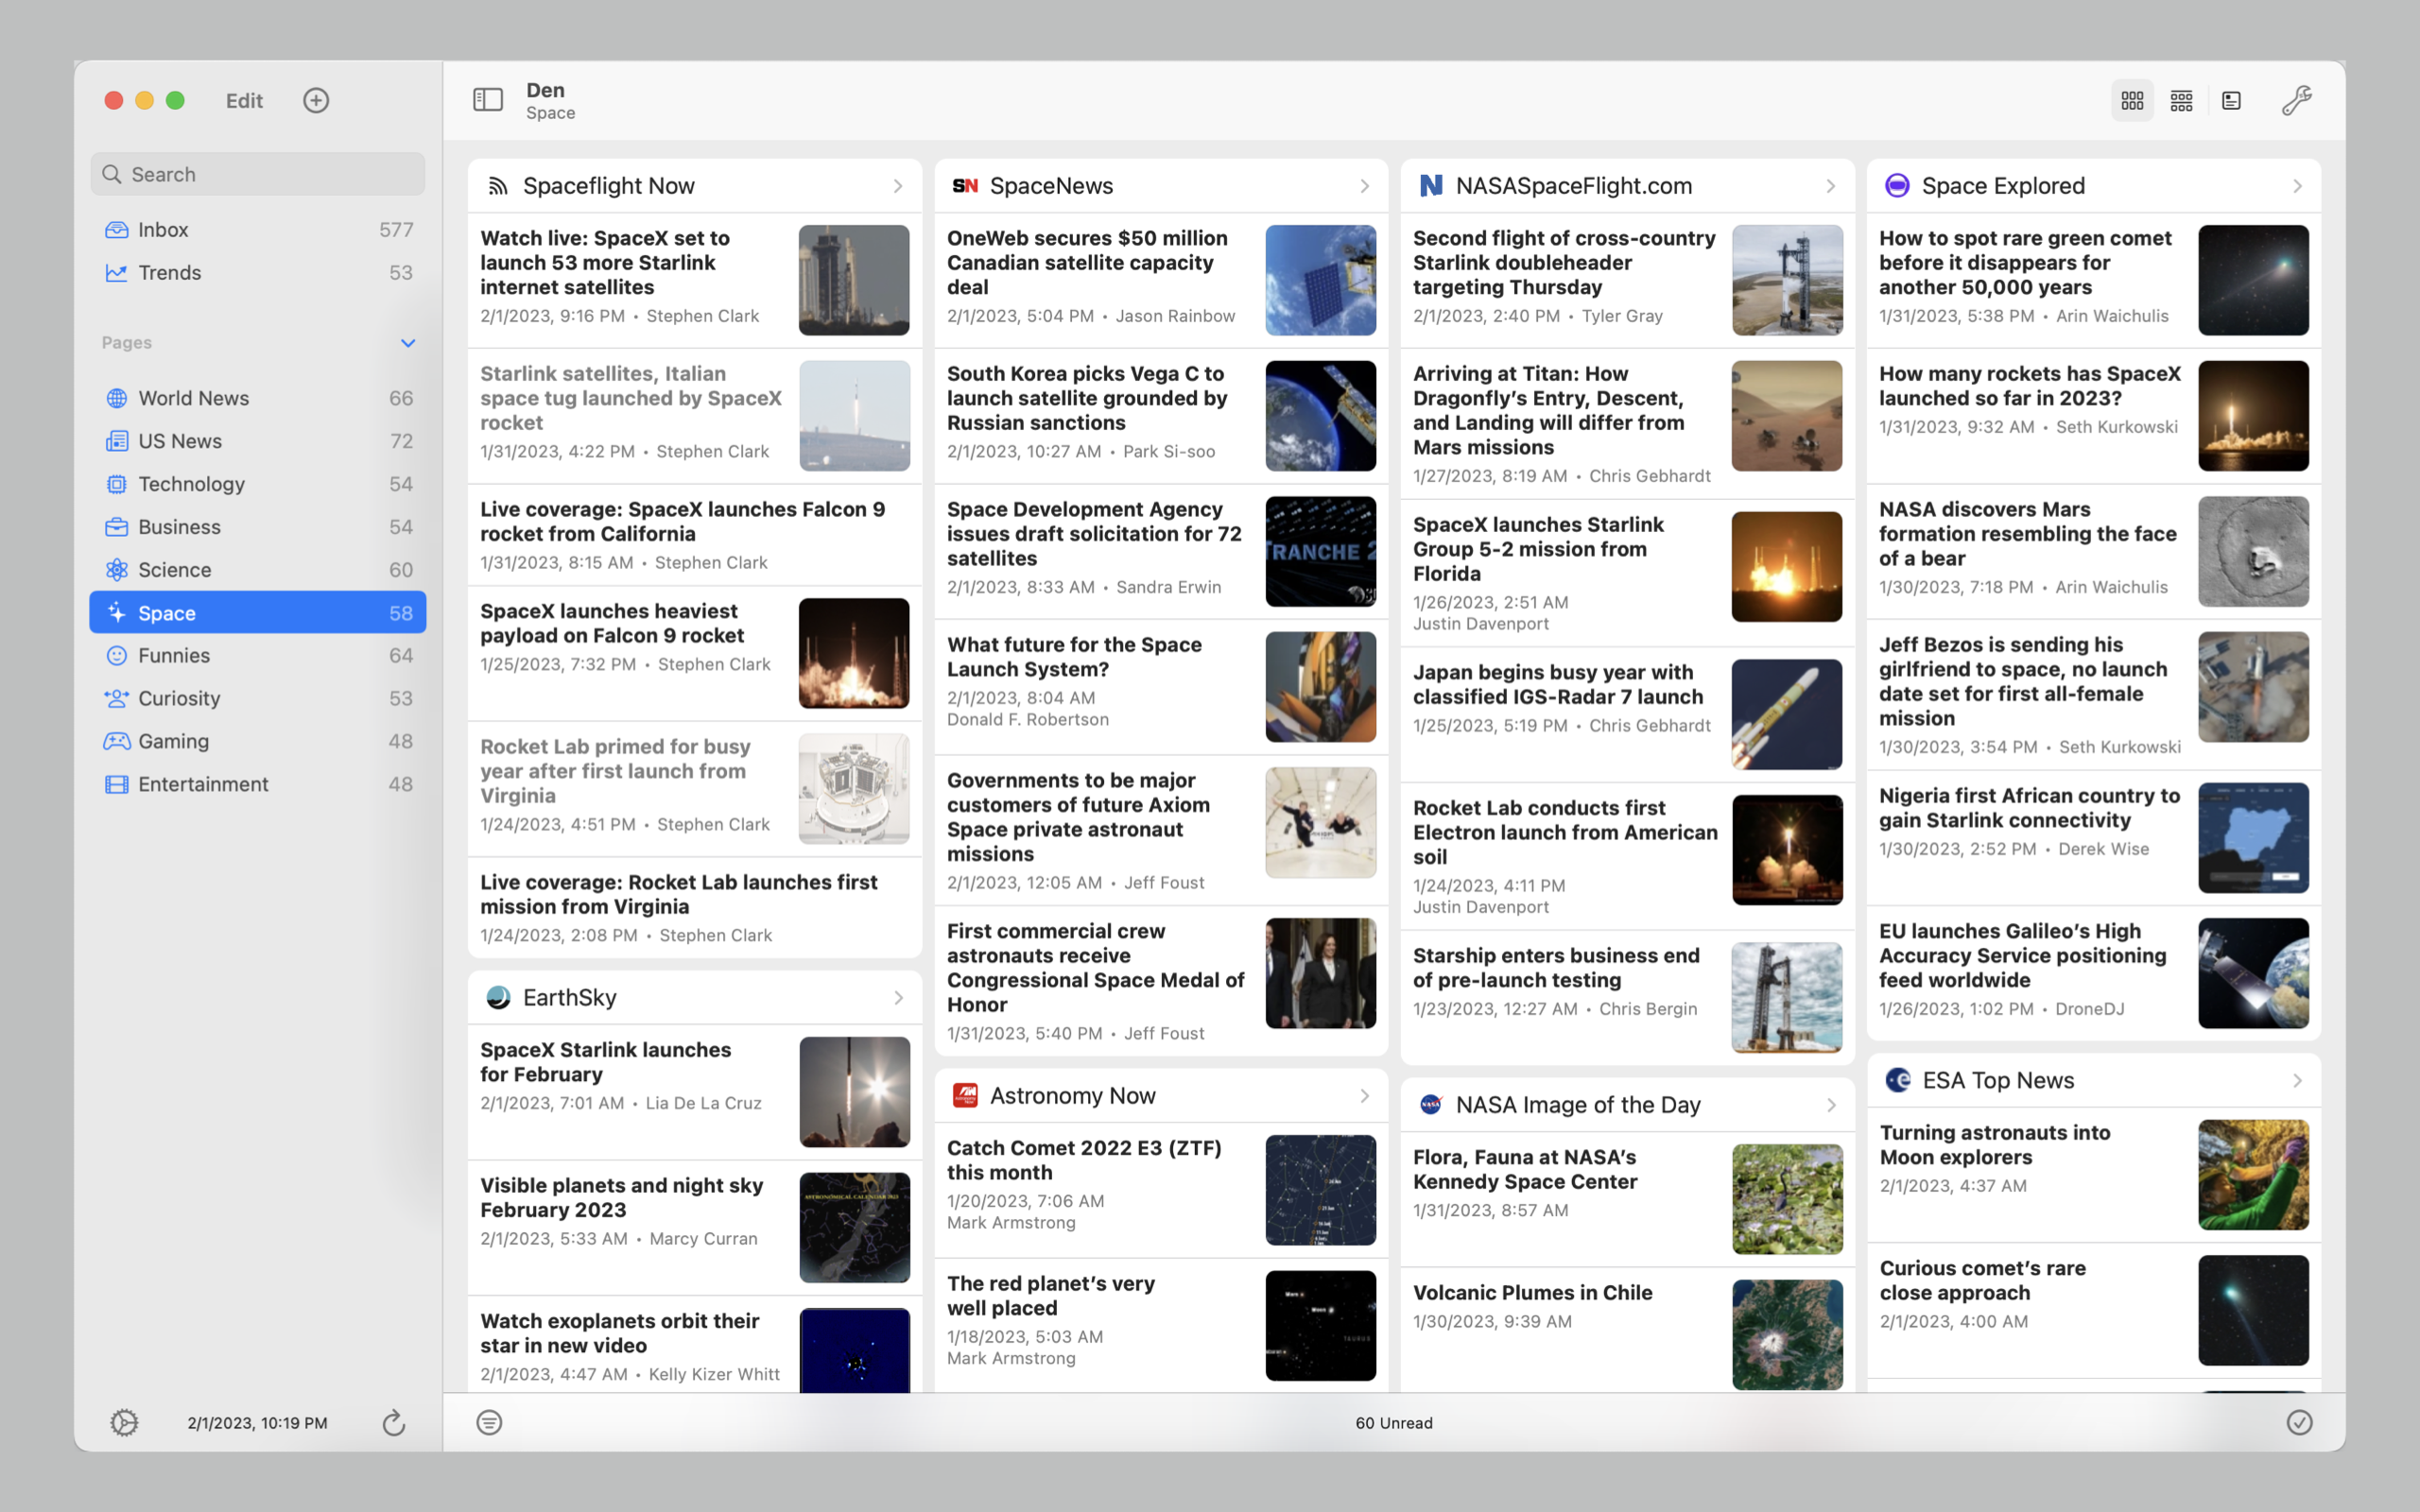 Edit
Search
Inbox 577
Trends 53
Pages
World News 66
US News 72
Technology 54
Business 54
Science 60
Space 58
Funnies 64
Curiosity 53
Gaming 48
Entertainment 48
2/1/2023, 10:19 PM
Den
Space
Spaceflight Now
Watch live: SpaceX set to
launch 53 more Starlink
internet satellites
2/1/2023, 9:16 PM • Stephen Clark
Starlink satellites, Italian
space tug launched by SpaceX
rocket
1/31/2023, 4:22 PM • Stephen Clark
Live coverage: SpaceX launches Falcon 9
rocket from California
1/31/2023, 8:15 AM • Stephen Clark
SpaceX launches heaviest
payload on Falcon 9 rocket
1/25/2023, 7:32 PM • Stephen Clark
Rocket Lab primed for busy
year after first launch from
Virginia
1/24/2023, 4:51 PM • Stephen Clark
Live coverage: Rocket Lab launches first
mission from Virginia
1/24/2023, 2:08 PM • Stephen Clark
EarthSky
SpaceX Starlink launches
for February
2/1/2023, 7:01 AM • Lia De La Cruz
Visible planets and night sky
February 2023
2/1/2023, 5:33 AM • Marcy Curran
ASTRONOMICAL CALENDAR 2023
Watch exoplanets orbit their
star in new video
2/1/2023, 4:47 AM • Kelly Kizer Whitt
SN SpaceNews
OneWeb secures $50 million
Canadian satellite capacity
deal
2/1/2023, 5:04 PM • Jason Rainbow
South Korea picks Vega C to
launch satellite grounded by
Russian sanctions
2/1/2023, 10:27 AM • Park Si-soo
Space Development Agency
issues draft solicitation for 72
satellites
2/1/2023, 8:33 AM • Sandra Erwin
TRANCHE 2
What future for the Space
Launch System?
2/1/2023, 8:04 AM
Donald F. Robertson
Governments to be major
customers of future Axiom
Space private astronaut
missions
2/1/2023, 12:05 AM • Jeff Foust
First commercial crew
astronauts receive
Congressional Space Medal of
Honor
1/31/2023, 5:40 PM • Jeff Foust
Astronomy Now
Catch Comet 2022 E3 (ZTF)
this month
1/20/2023, 7:06 AM
Mark Armstrong
The red planet’s very
well placed
1/18/2023, 5:03 AM
Mark Armstrong
Mars
Moon
TAURUS
N NASASpaceFlight.com
Second flight of cross-country
Starlink doubleheader
targeting Thursday
2/1/2023, 2:40 PM • Tyler Gray
Arriving at Titan: How
Dragonfly’s Entry, Descent,
and Landing will differ from
Mars missions
1/27/2023, 8:19 AM • Chris Gebhardt
SpaceX launches Starlink
Group 5-2 mission from
Florida
1/26/2023, 2:51 AM
Justin Davenport
Japan begins busy year with
classified IGS-Radar 7 launch
1/25/2023, 5:19 PM • Chris Gebhardt
Rocket Lab conducts first
Electron launch from American
soil
1/24/2023, 4:11 PM
Justin Davenport
Starship enters business end
of pre-launch testing
1/23/2023, 12:27 AM • Chris Bergin
NASA NASA Image of the Day
Flora, Fauna at NASA’s
Kennedy Space Center
1/31/2023, 8:57 AM
Volcanic Plumes in Chile
1/30/2023, 9:39 AM
Space Explored
How to spot rare green comet
before it disappears for
another 50,000 years
1/31/2023, 5:38 PM • Arin Waichulis
How many rockets has SpaceX
launched so far in 2023?
1/31/2023, 9:32 AM • Seth Kurkowski
NASA discovers Mars
formation resembling the face
of a bear
1/30/2023, 7:18 PM • Arin Waichulis
Jeff Bezos is sending his
girlfriend to space, no launch
date set for first all-female
mission
1/30/2023, 3:54 PM • Seth Kurkowski
Nigeria first African country to
gain Starlink connectivity
1/30/2023, 2:52 PM • Derek Wise
EU launches Galileo’s High
Accuracy Service positioning
feed worldwide
1/26/2023, 1:02 PM • DroneDJ
e ESA Top News
Turning astronauts into
Moon explorers
2/1/2023, 4:37 AM
Curious comet’s rare
close approach
2/1/2023, 4:00 AM
60 Unread